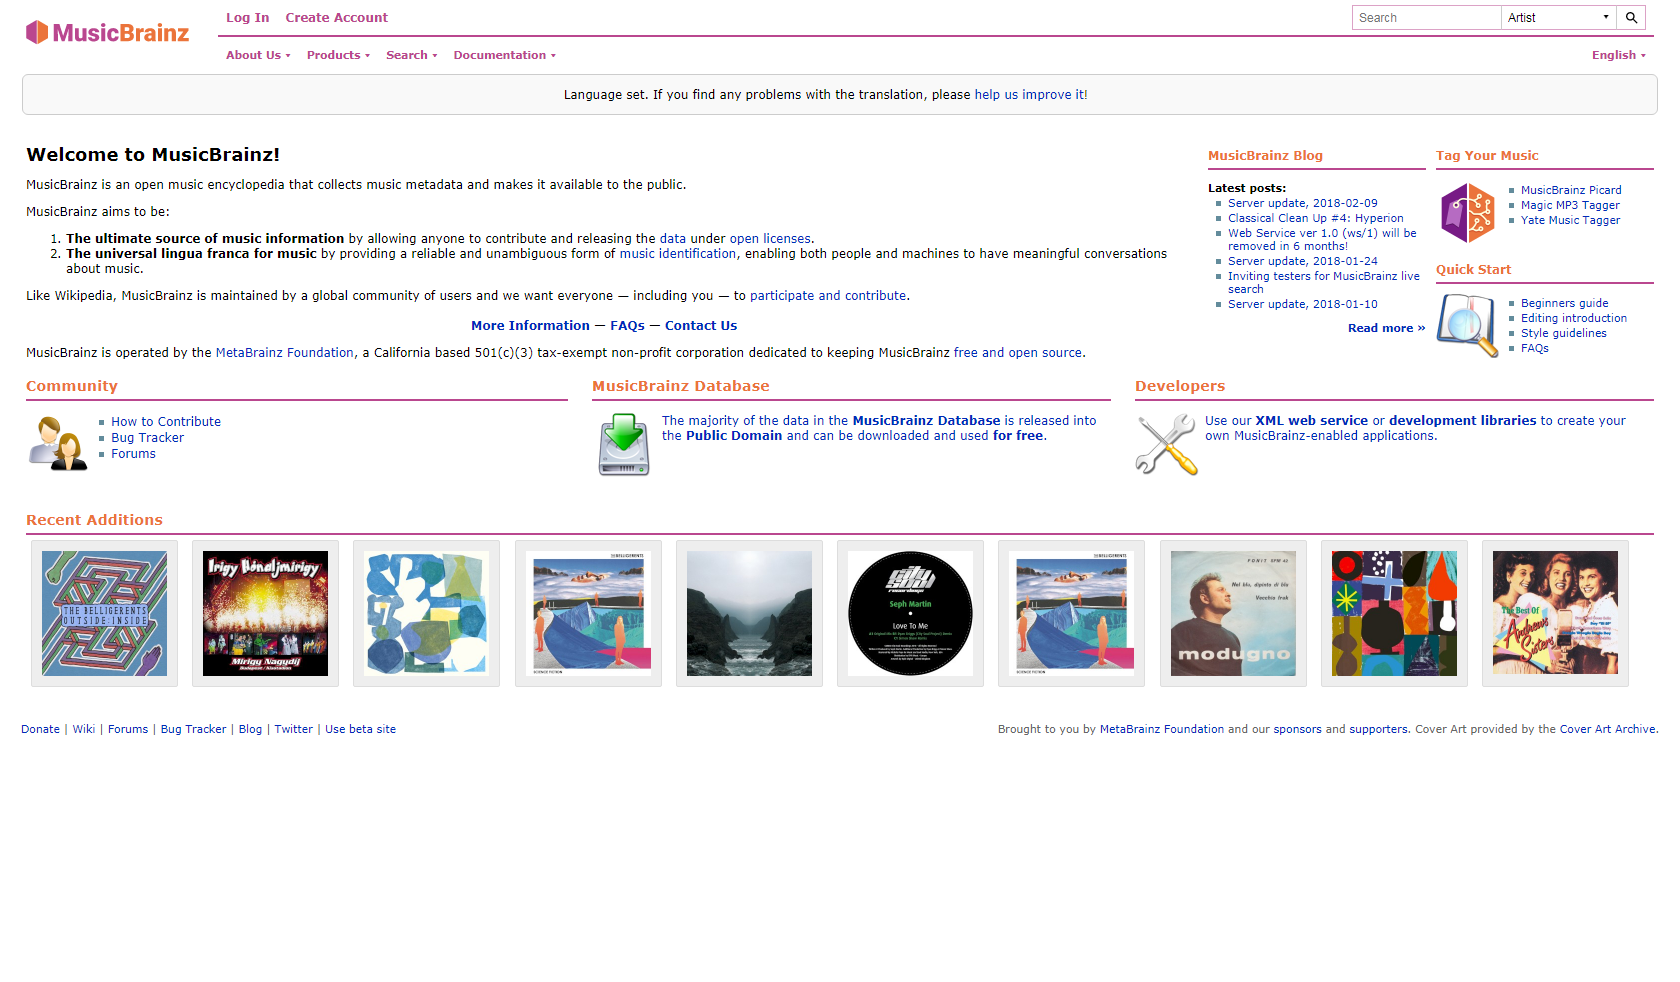 MusicBrainz
Log In Create Account
Search Artist
About Us Products Search Documentation English
Language set. If you find any problems with the translation, please help us improve it!
Welcome to MusicBrainz!
MusicBrainz is an open music encyclopedia that collects music metadata and makes it available to the public.
MusicBrainz aims to be:
1. The ultimate source of music information by allowing anyone to contribute and releasing the data under open licenses.
2. The universal lingua franca for music by providing a reliable and unambiguous form of music identification, enabling both people and machines to have meaningful conversations
about music.
Like Wikipedia, MusicBrainz is maintained by a global community of users and we want everyone — including you — to participate and contribute.
More Information — FAQs — Contact Us
MusicBrainz is operated by the MetaBrainz Foundation, a California based 501(c)(3) tax-exempt non-profit corporation dedicated to keeping MusicBrainz free and open source.
MusicBrainz Blog
Latest posts:
Server update, 2018-02-09
Classical Clean Up #4: Hyperion
Web Service ver 1.0 (ws/1) will be
removed in 6 months!
Server update, 2018-01-24
Inviting testers for MusicBrainz live
search
Server update, 2018-01-10
Read more »
Tag Your Music
MusicBrainz Picard
Magic MP3 Tagger
Yate Music Tagger
Quick Start
Beginners guide
Editing introduction
Style guidelines
FAQs
Community
How to Contribute
Bug Tracker
Forums
MusicBrainz Database
The majority of the data in the MusicBrainz Database is released into
the Public Domain and can be downloaded and used for free.
Developers
Use our XML web service or development libraries to create your
own MusicBrainz-enabled applications.
Recent Additions
THE BELLIGERENTS
OUTSIDE:INSIDE
Irigy Hónaljmirigy
Mirigy Nagydíj
THE BELLIGERENTS
SCIENCE FICTION
Seph Martin
Love To Me
THE BELLIGERENTS
SCIENCE FICTION
Nel blu, dipinto di blu
Vecchio frak
modugno
The Best Of
Andrews
Sisters
Donate | Wiki | Forums | Bug Tracker | Blog | Twitter | Use beta site
Brought to you by MetaBrainz Foundation and our sponsors and supporters. Cover Art provided by the Cover Art Archive.